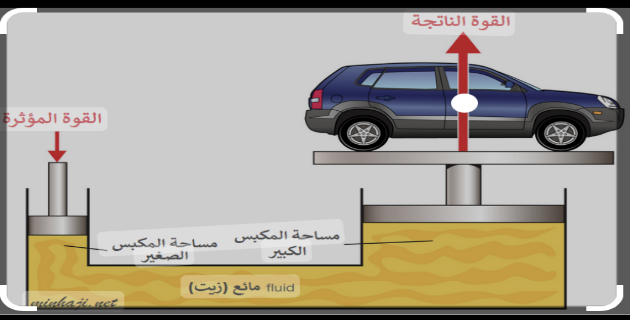 القوة الناتجة
القوة المؤثرة
مساحة المكبس
الكبير
مساحة المكبس
الصغير
مائع (زيت) fluid
minhaji.net